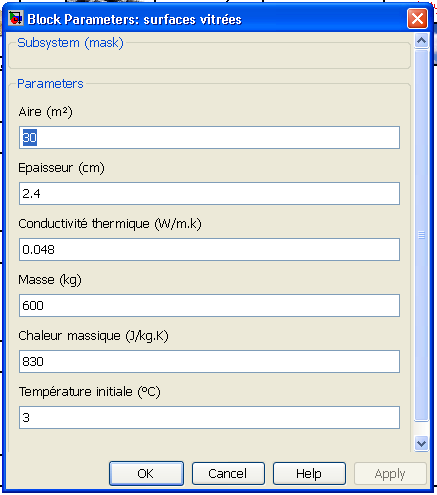 Block Parameters: surfaces vitrées
Subsystem (mask)
Parameters
Aire (m²)
30
Epaisseur (cm)
2.4
Conductivité thermique (W/m.k)
0.048
Masse (kg)
600
Chaleur massique (J/kg.K)
830
Température initiale (°C)
3
OK Cancel Help Apply